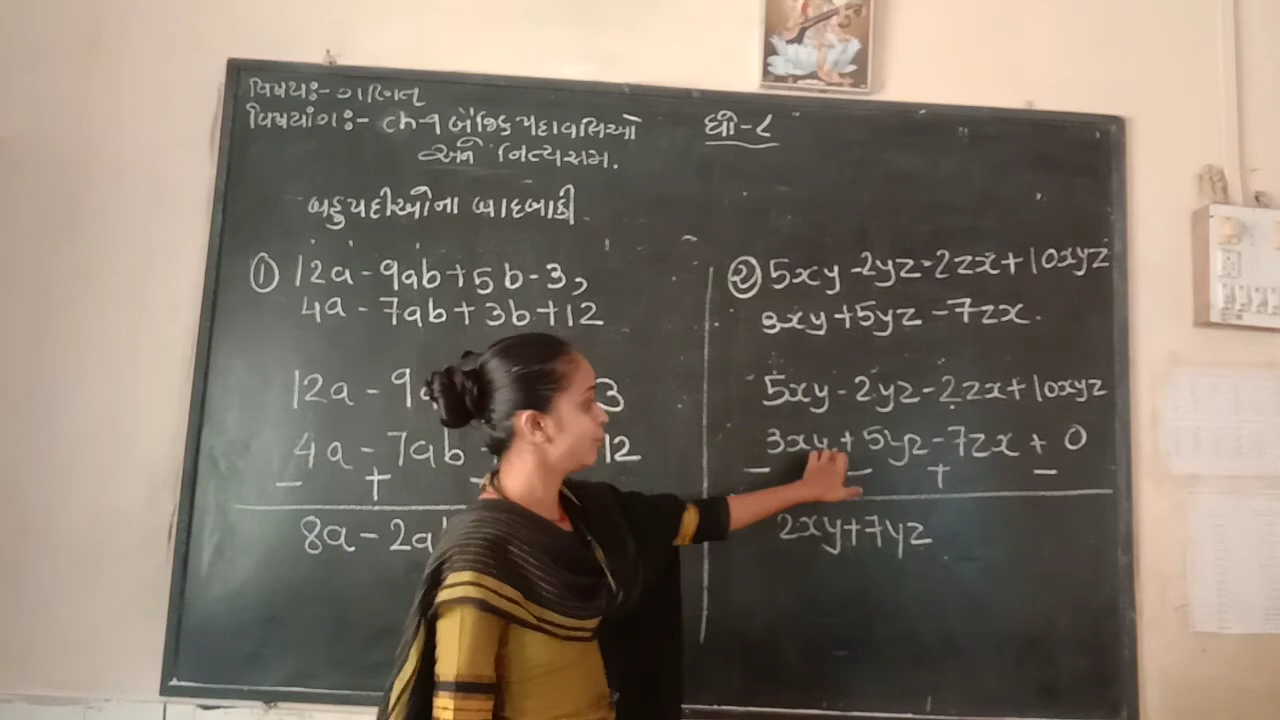 વિષય:- ગણિત
વિષયાંગ:- ch-9 બૈજિક પદાવલિઓ
અને નિત્યસમ.
ધો-૮
બહુપદીઓના બાદબાકી
① 12a - 9ab + 5b - 3,
4a - 7ab + 3b + 12
12a - 9a 3
4a - 7ab 12
- + -
8a - 2a
② 5xy - 2yz - 2zx + 10xyz
3xy + 5yz - 7zx.
5xy - 2yz - 2zx + 10xyz
3xy + 5yz - 7zx + 0
- - + -
2xy + 7yz